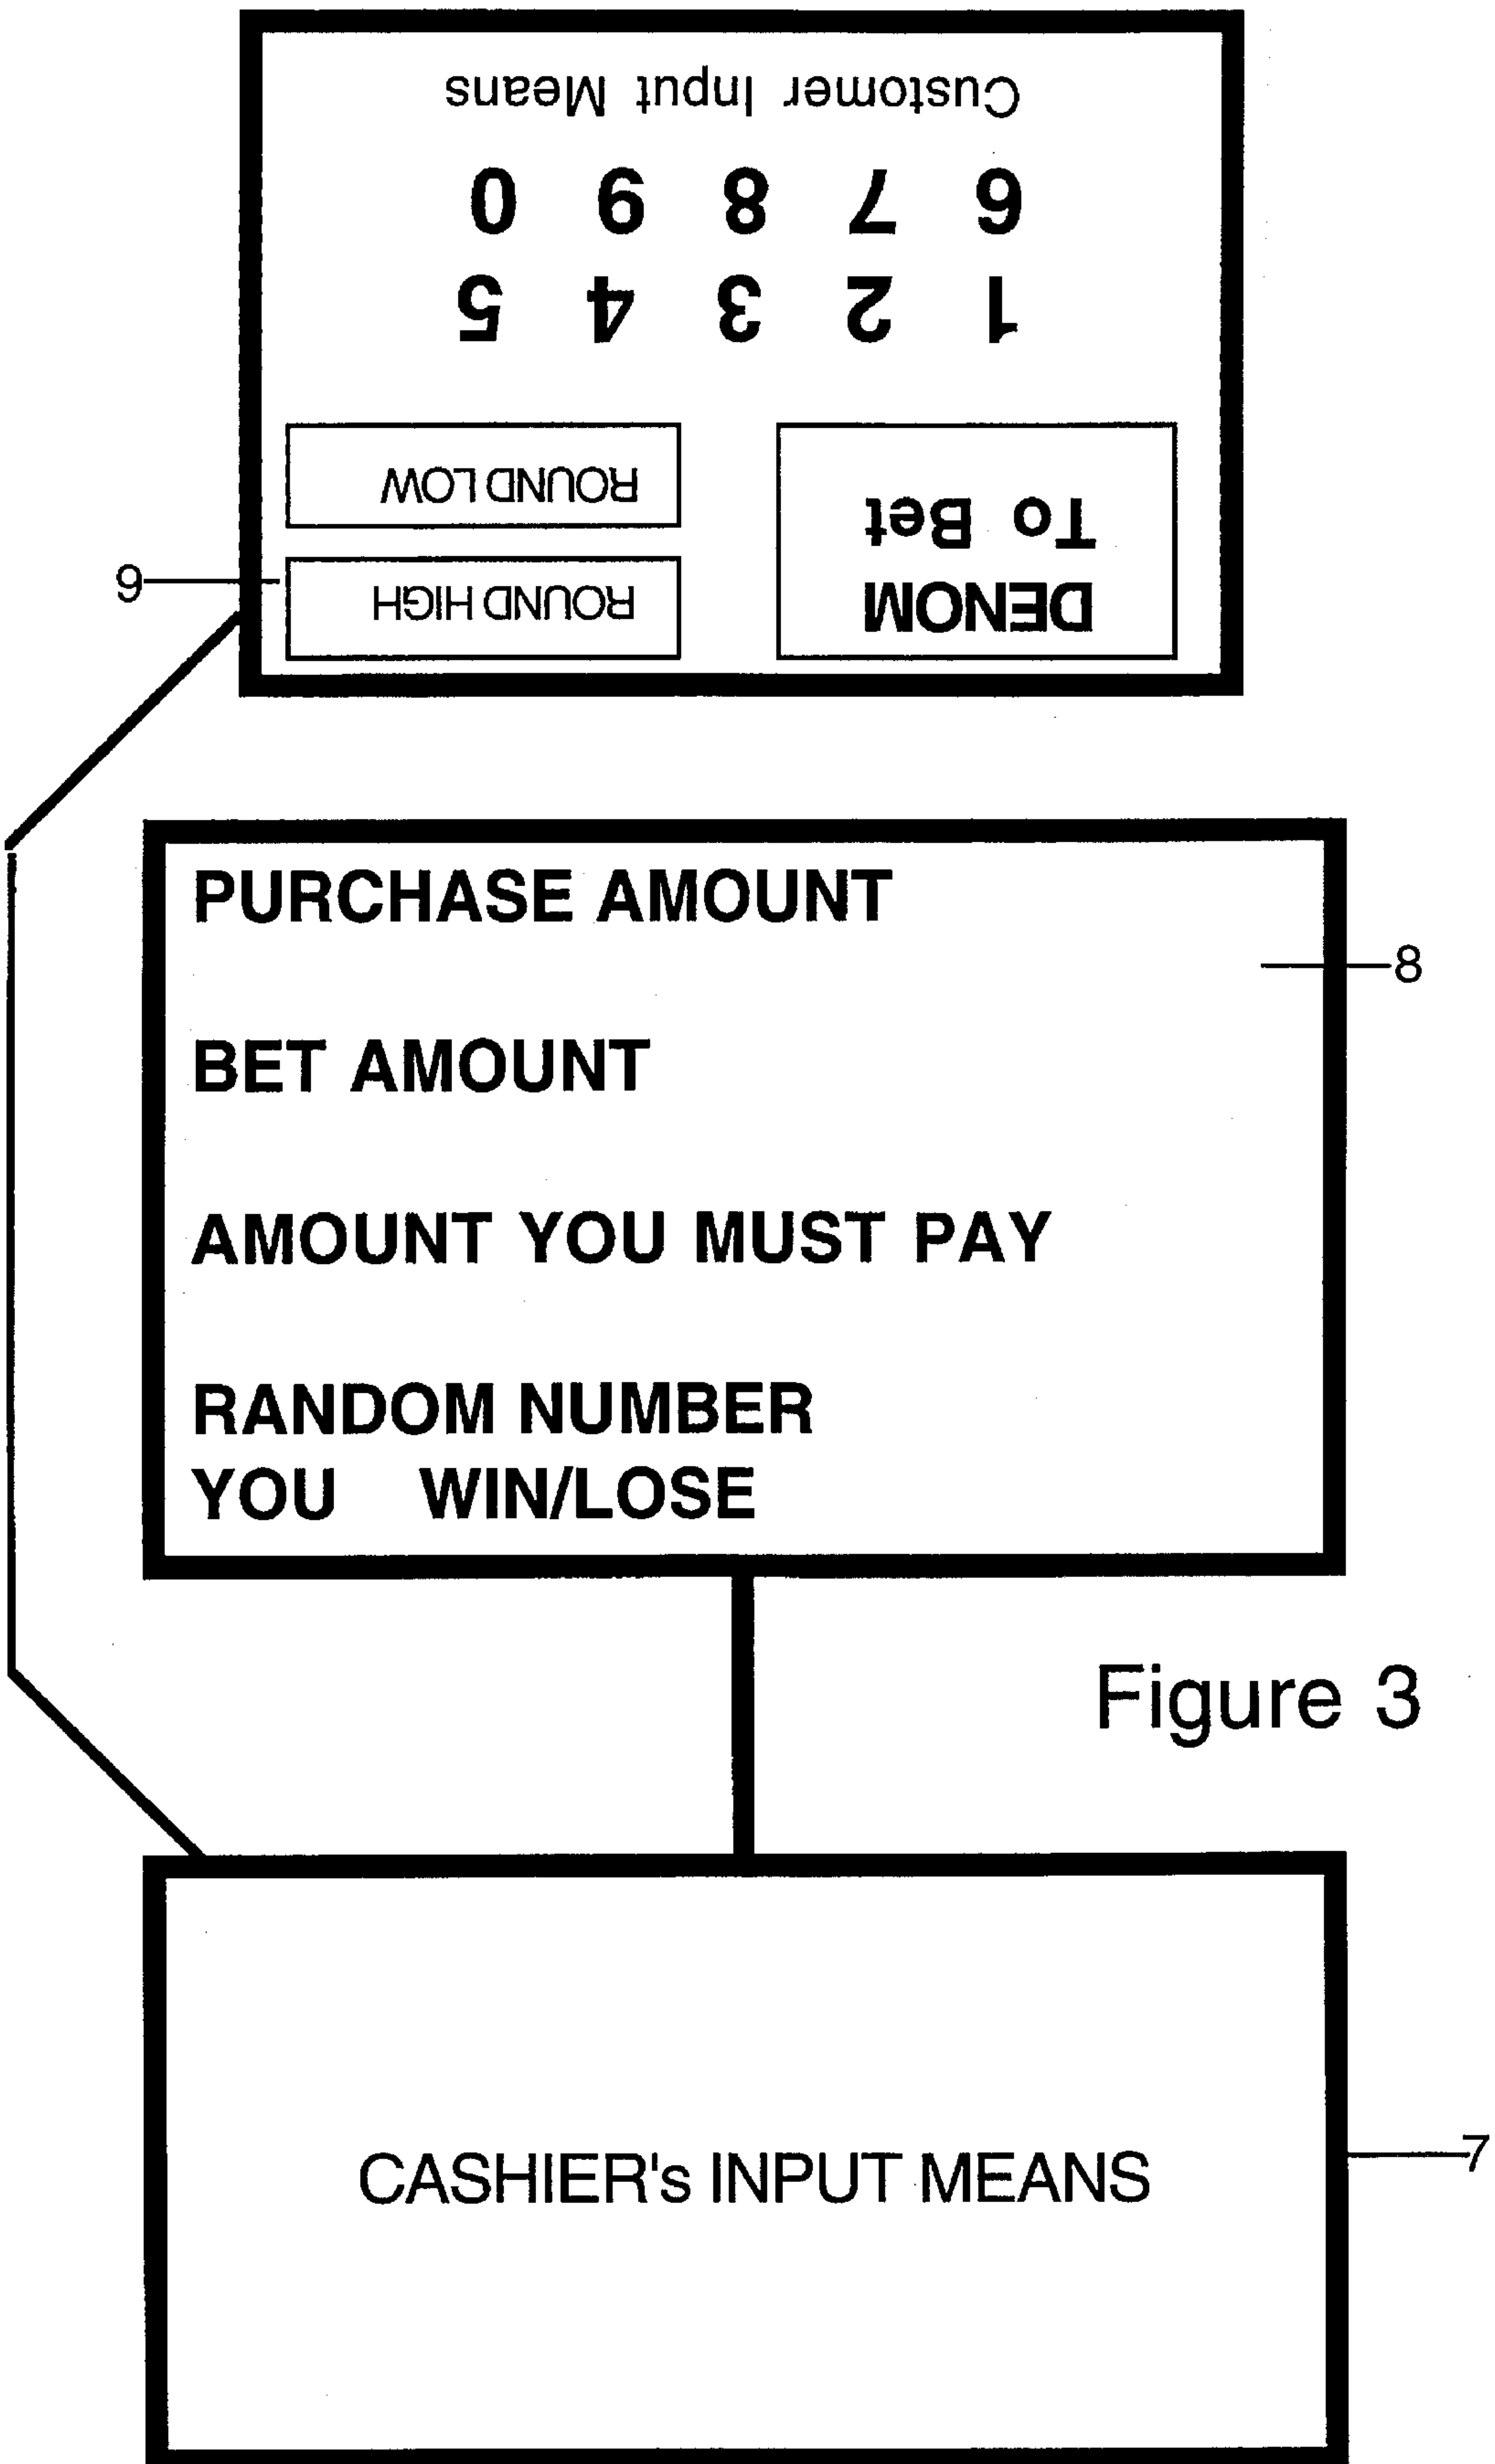 DENOM
To Bet
ROUND HIGH
ROUND LOW
1 2 3 4 5
6 7 8 9 0
Customer Input Means
9
PURCHASE AMOUNT
8
BET AMOUNT
AMOUNT YOU MUST PAY
RANDOM NUMBER
YOU WIN/LOSE
Figure 3
CASHIER's INPUT MEANS
7